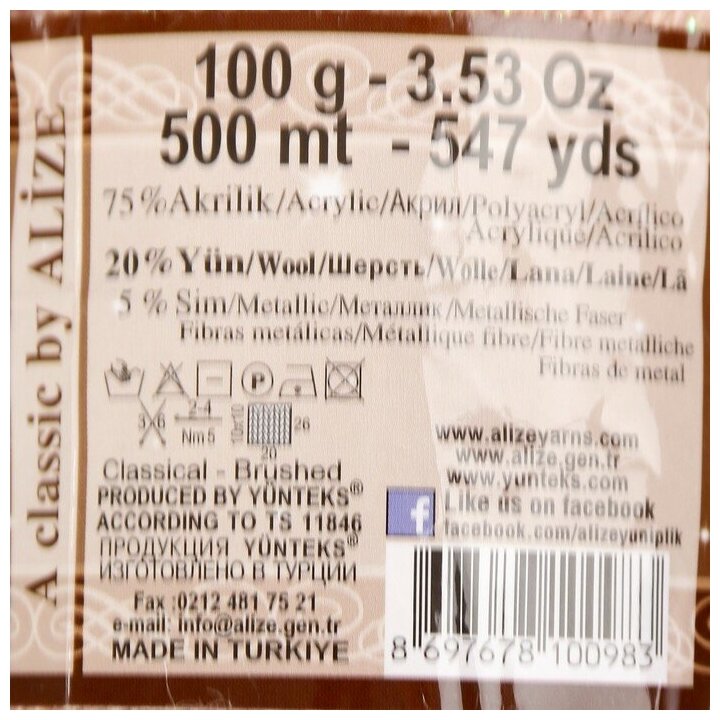 A classic by ALİZE
100 g - 3.53 Oz
500 mt - 547 yds
75 % Akrilik/Acrylic/Акрил/Polyacryl/Acrílico
Acrylique/Acrilico
20 % Yün/Wool/Шерсть/Wolle/Lana/Laine/Lã
5 % Sim/Metallic/Металлик/Metallische Faser
Fibras metálicas/Métallique fibre/Fibre metalliche
Fibras de metal
P
3 6 2-4 Nm 5 10x10 26 20
Classical - Brushed
PRODUCED BY YÜNTEKS®
ACCORDING TO TS 11846
ПРОДУКЦИЯ YÜNTEKS®
ИЗГОТОВЛЕНО В ТУРЦИИ
Fax :0212 481 75 21
e-mail: info@alize.gen.tr
MADE IN TURKIYE
www.alizeyarns.com
www.alize.gen.tr
www.yunteks.com
f Like us on facebook
facebook.com/alizeyuniplik
8 697678 100983